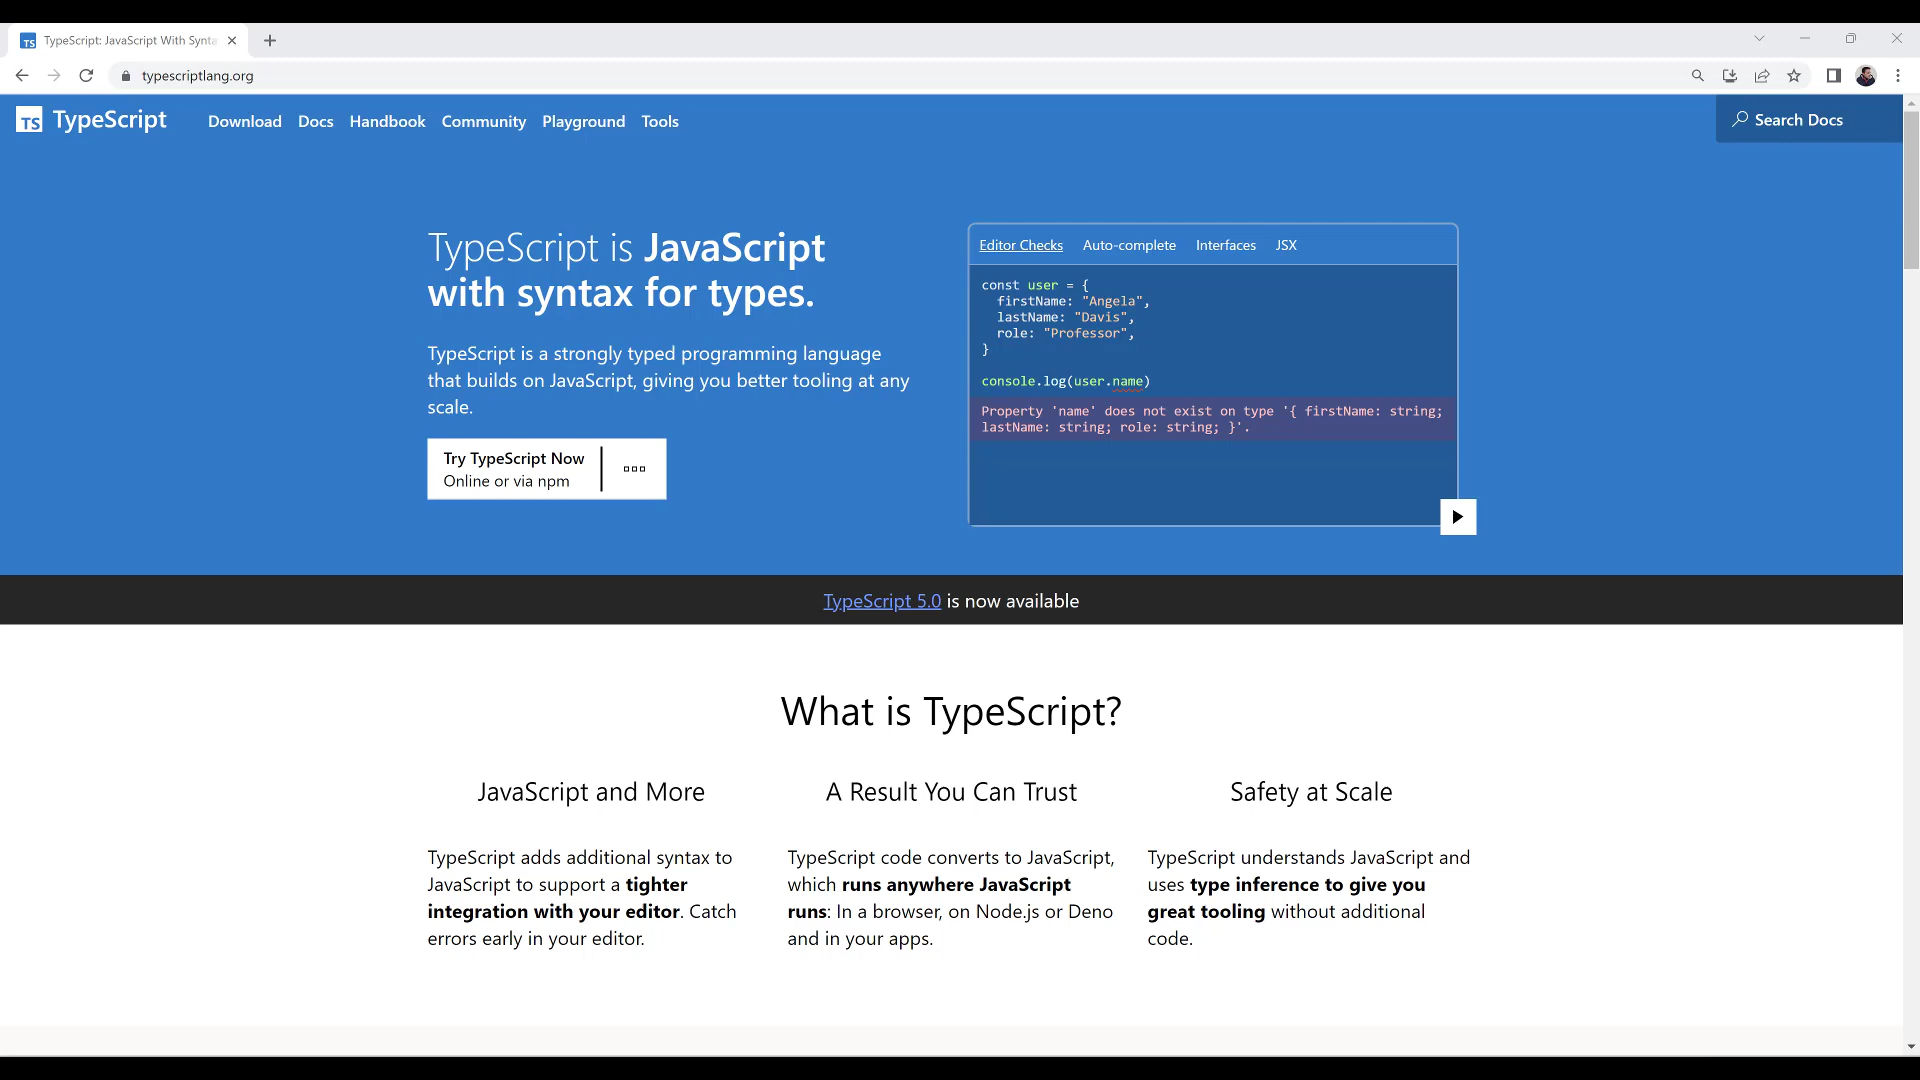 TS TypeScript: JavaScript With Synta
typescriptlang.org
TS TypeScript Download Docs Handbook Community Playground Tools Search Docs
TypeScript is JavaScript
with syntax for types.
TypeScript is a strongly typed programming language
that builds on JavaScript, giving you better tooling at any
scale.
Try TypeScript Now
Online or via npm
Editor Checks Auto-complete Interfaces JSX
const user = {
  firstName: "Angela",
  lastName: "Davis",
  role: "Professor",
}
console.log(user.name)
Property 'name' does not exist on type '{ firstName: string;
lastName: string; role: string; }'.
TypeScript 5.0 is now available
What is TypeScript?
JavaScript and More
TypeScript adds additional syntax to
JavaScript to support a tighter
integration with your editor. Catch
errors early in your editor.
A Result You Can Trust
TypeScript code converts to JavaScript,
which runs anywhere JavaScript
runs: In a browser, on Node.js or Deno
and in your apps.
Safety at Scale
TypeScript understands JavaScript and
uses type inference to give you
great tooling without additional
code.